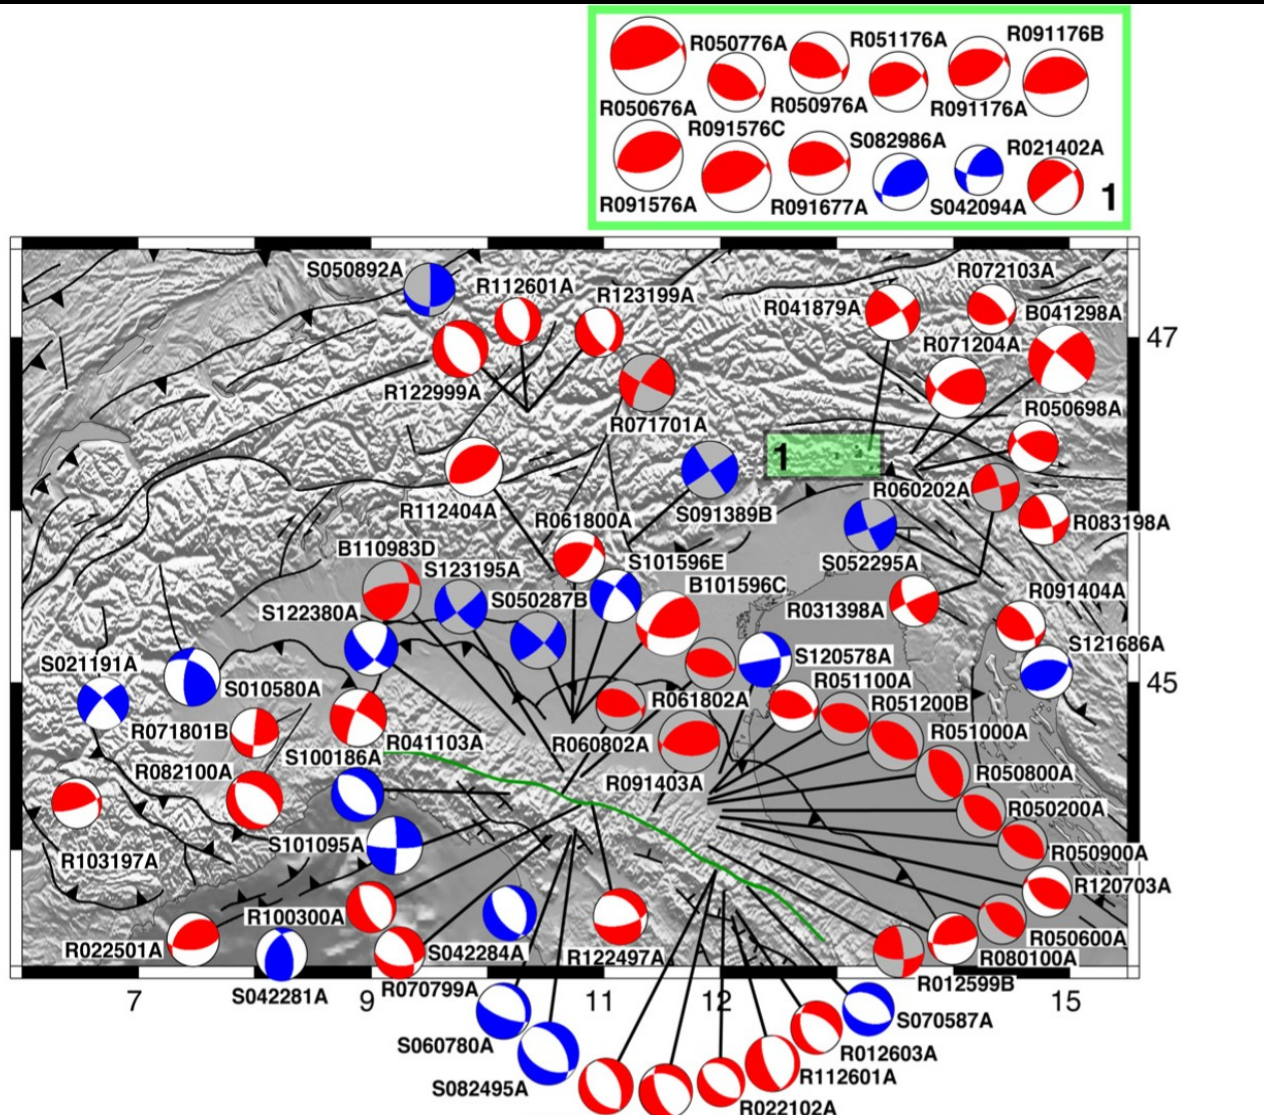 R050776A R051176A R091176B
R050676A R050976A R091176A
R091576C S082986A R021402A
R091576A R091677A S042094A 1
S050892A R112601A R123199A R072103A
R041879A B041298A
47
R071204A
R122999A
R071701A R050698A
1
R112404A R061800A S091389B R060202A R083198A
B110983D S123195A S101596E S052295A
S122380A S050287B B101596C R031398A R091404A
S021191A S010580A S120578A S121686A
45
R071801B R041103A R061802A R051100A R051200B
S100186A R060802A R051000A
R082100A R091403A R050800A
R050200A
S101095A R050900A
R103197A R120703A
R100300A R050600A
R022501A S042284A R122497A R080100A
S042281A R070799A R012599B
7 9 11 12 15
S060780A S070587A
R012603A
S082495A R112601A
R022102A